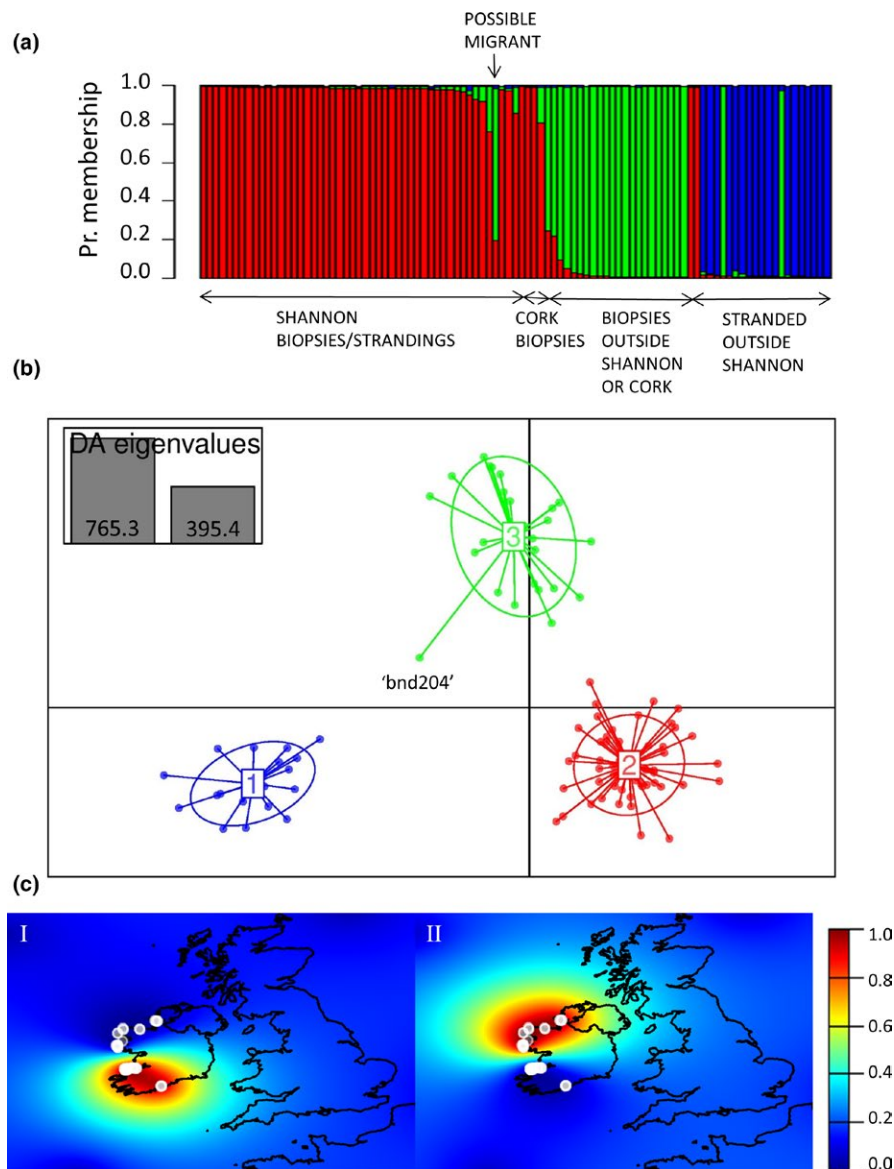 (a)
POSSIBLE
MIGRANT
Pr. membership
1.0
0.8
0.6
0.4
0.2
0.0
SHANNON
BIOPSIES/STRANDINGS
CORK
BIOPSIES
BIOPSIES
OUTSIDE
SHANNON
OR CORK
STRANDED
OUTSIDE
SHANNON
(b)
DA eigenvalues
765.3
395.4
3
'bnd204'
1
2
(c)
I
II
1.0
0.8
0.6
0.4
0.2
0.0